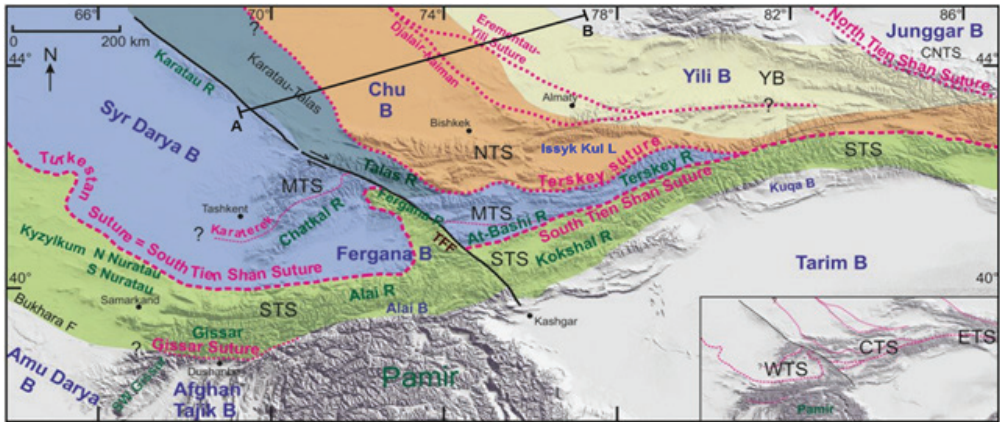 66°
70°
74°
78°
82°
86°
0
200 km
N
44°
44°
40°
40°
Karatau R
?
Karatau-Talas
A
B
Erementau-
Yili Suture
Djalair-Naiman
North Tien Shan Suture
Junggar B
CNTS
Yili B
YB
Almaty
?
Chu
B
Bishkek
NTS
Issyk Kul L
Terskey suture
Terskey R
Syr Darya B
Turkestan
Suture = South Tien Shan Suture
MTS
Talas R
Fergana R
TFF
Tashkent
?
Karaterek
Chatkal R
Fergana B
MTS
At-Bashi R
South Tien Shan Suture
STS
Kokshal R
STS
Kuqa B
Tarim B
Kyzylkum
N Nuratau
S Nuratau
Samarkand
STS
Alai R
Alai B
Kashgar
Bukhara F
?
Gissar
Gissar Suture
Dushanbe
SW Gissar
Amu Darya
B
Afghan
Tajik B
Pamir
WTS
CTS
ETS
Pamir